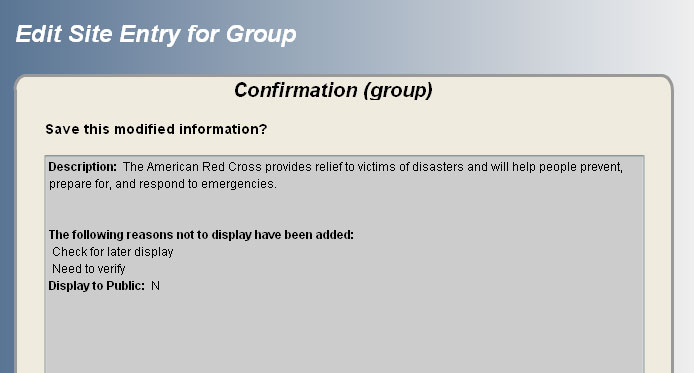 Edit Site Entry for Group
Confirmation (group)
Save this modified information?
Description: The American Red Cross provides relief to victims of disasters and will help people prevent,
prepare for, and respond to emergencies.
The following reasons not to display have been added:
Check for later display
Need to verify
Display to Public: N